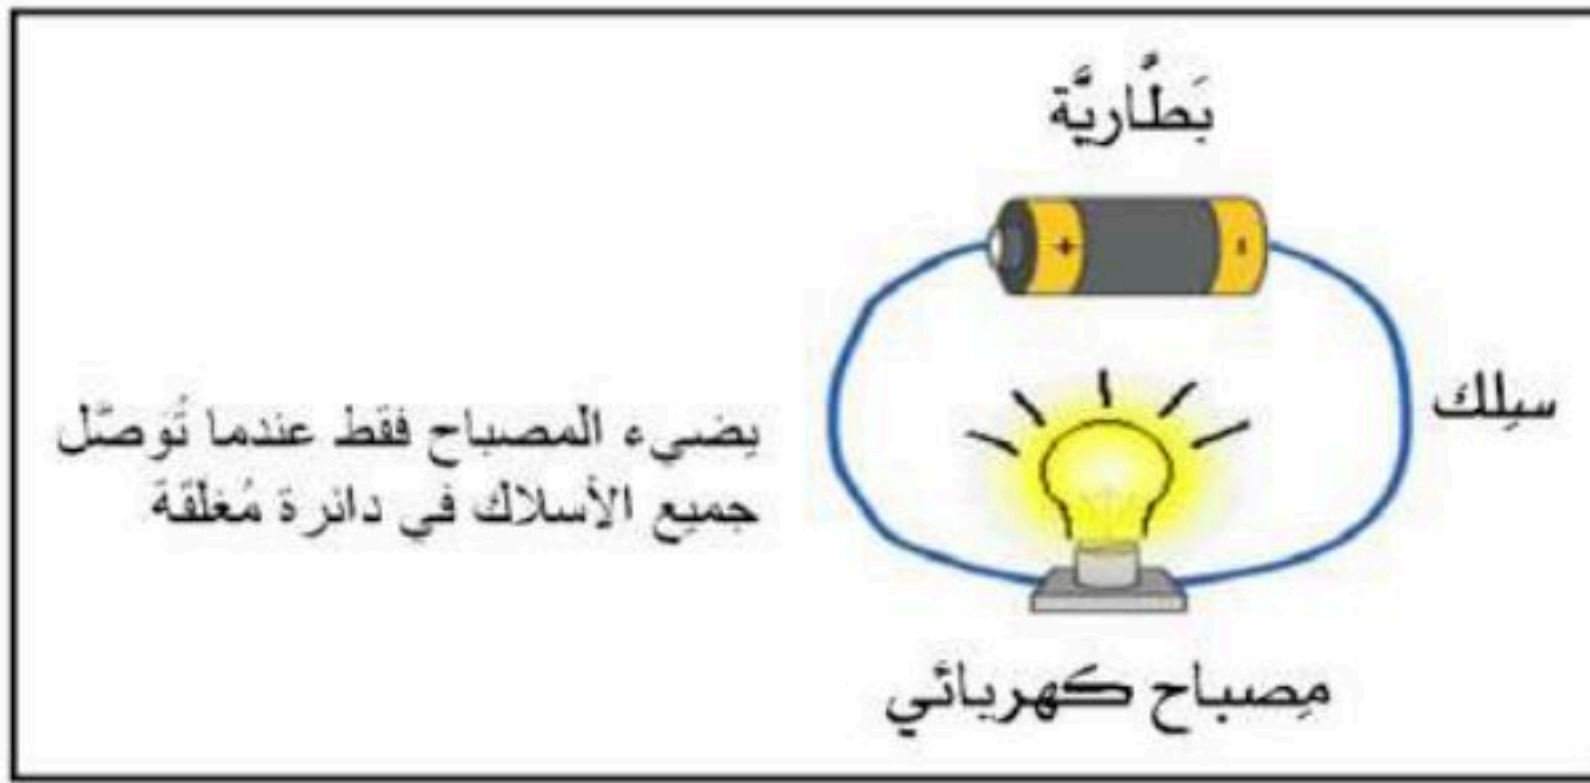 بَطَّارِيَّة
+
-
سِلك
يضيء المصباح فقط عندما تُوصَّل
جميع الأسلاك في دائرة مُغلقة
مِصباح كهربائي